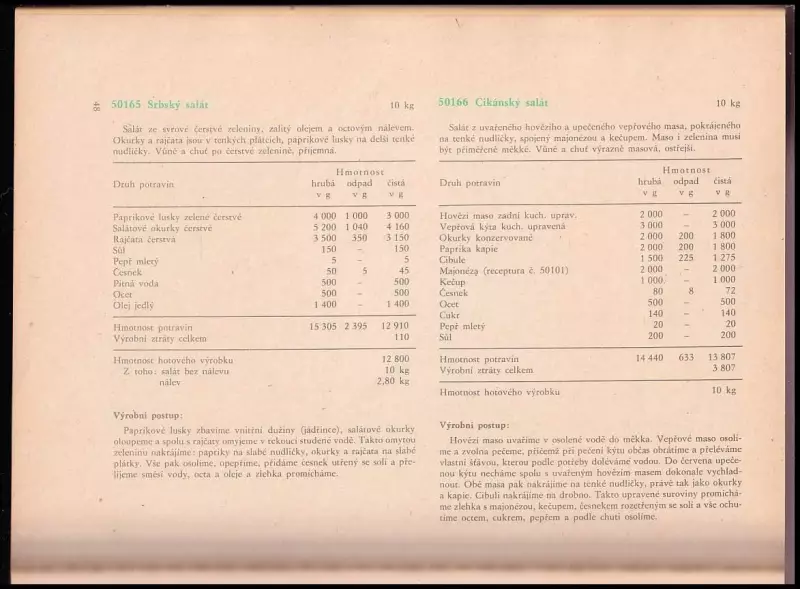 48
50165 Srbský salát 10 kg
Salát ze syrové čerstvé zeleniny, zalitý olejem a octovým nálevem.
Okurky a rajčata jsou v tenkých plátcích, paprikové lusky na delší tenké
nudličky. Vůně a chuť po čerstvé zelenině, příjemná.
Hmotnost
Druh potravin hrubá odpad čistá
v g v g v g
Paprikové lusky zelené čerstvé 4 000 1 000 3 000
Salátové okurky čerstvé 5 200 1 040 4 160
Rajčata čerstvá 3 500 350 3 150
Sůl 150 – 150
Pepř mletý 5 – 5
Česnek 50 5 45
Pitná voda 500 – 500
Ocet 500 – 500
Olej jedlý 1 400 – 1 400
Hmotnost potravin 15 305 2 395 12 910
Výrobní ztráty celkem 110
Hmotnost hotového výrobku 12 800
Z toho: salát bez nálevu 10 kg
nálev 2,80 kg
Výrobní postup:
Paprikové lusky zbavíme vnitřní dužiny (jádřince), salátové okurky
oloupeme a spolu s rajčaty omyjeme v tekoucí studené vodě. Takto omytou
zeleninu nakrájíme: papriky na slabé nudličky, okurky a rajčata na slabé
plátky. Vše pak osolíme, opepříme, přidáme česnek utřený se solí a pře-
lijeme směsí vody, octa a oleje a zlehka promícháme.
50166 Cikánský salát 10 kg
Salát z uvařeného hovězího a upečeného vepřového masa, pokrájeného
na tenké nudličky, spojený majonézou a kečupem. Maso i zelenina musí
být přiměřeně měkké. Vůně a chuť výrazně masová, ostřejší.
Hmotnost
Druh potravin hrubá odpad čistá
v g v g v g
Hovězí maso zadní kuch. uprav. 2 000 – 2 000
Vepřová kýta kuch. upravená 3 000 – 3 000
Okurky konzervované 2 000 200 1 800
Paprika kapie 2 000 200 1 800
Cibule 1 500 225 1 275
Majonéza (receptura č. 50101) 2 000 – 2 000
Kečup 1 000 – 1 000
Česnek 80 8 72
Ocet 500 – 500
Cukr 140 – 140
Pepř mletý 20 – 20
Sůl 200 – 200
Hmotnost potravin 14 440 633 13 807
Výrobní ztráty celkem 3 807
Hmotnost hotového výrobku 10 kg
Výrobní postup:
Hovězí maso uvaříme v osolené vodě do měkka. Vepřové maso osolí-
me a zvolna pečeme, přičemž při pečení kýtu občas obrátíme a přeléváme
vlastní šťávou, kterou podle potřeby doléváme vodou. Do červena upeče-
nou kýtu necháme spolu s uvařeným hovězím masem dokonale vychlad-
nout. Obě masa pak nakrájíme na tenké nudličky, právě tak jako okurky
a kapie. Cibuli nakrájíme na drobno. Takto upravené suroviny promíchá-
me zlehka s majonézou, kečupem, česnekem rozetřeným se solí a vše ochu-
tíme octem, cukrem, pepřem a podle chuti osolíme.